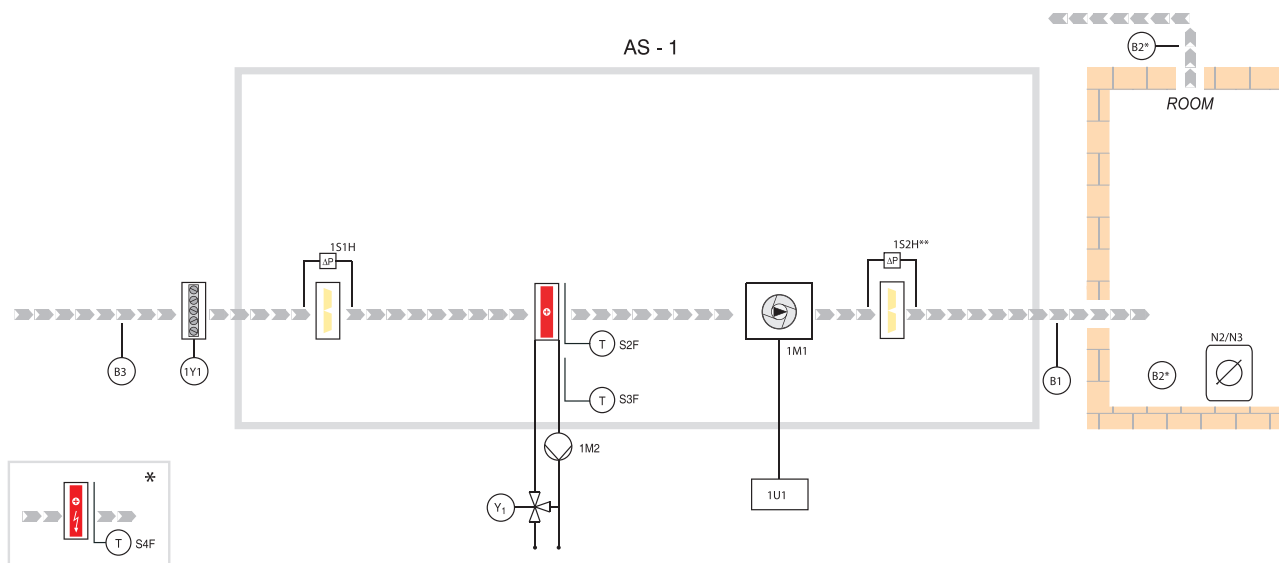 AS - 1
B2*
ROOM
1S1H
ΔP
1S2H**
ΔP
B3
1Y1
T S2F
T S3F
1M1
B1
B2*
N2/N3
1M2
Y1
1U1
*
T S4F